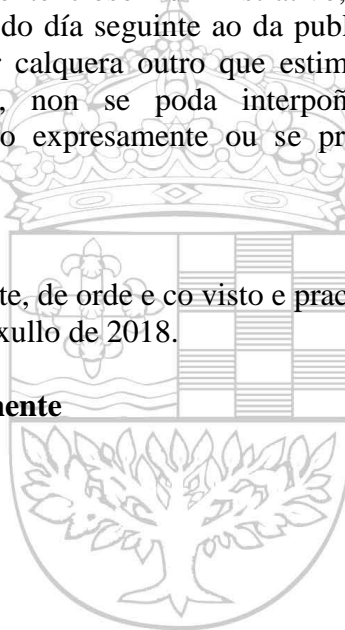 do día seguinte ao da publ
calquera outro que estim
non se poda interpoñ
o expresamente ou se pr
te, de orde e co visto e prac
xullo de 2018.
nente